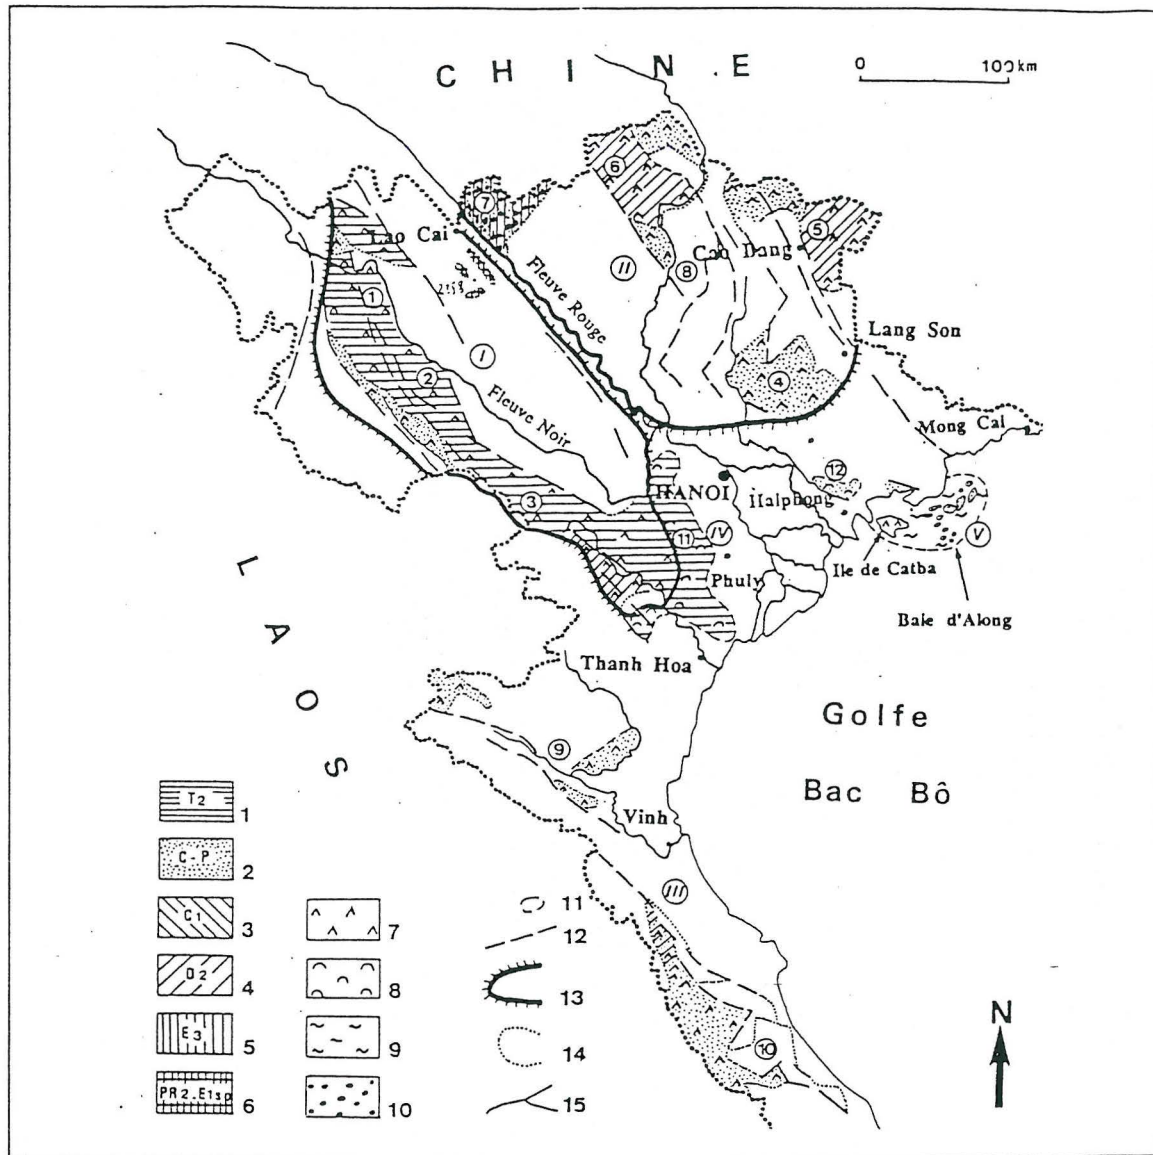 CHINE
0 100 km
6
7
5
Lao Cai
Cao Bang
II
8
Fleuve Rouge
1
Lang Son
I
2
4
Fleuve Noir
Mong Cai
12
HANOI
Haiphong
3
11
IV
V
Ile de Catba
Phuly
Baie d'Along
LAOS
Thanh Hoa
Golfe
Bac Bô
9
Vinh
III
10
N
T2 1
C-P 2
C1 3
D2 4
E3 5
PR2-E1sp 6
7
8
9
10
11
12
13
14
15